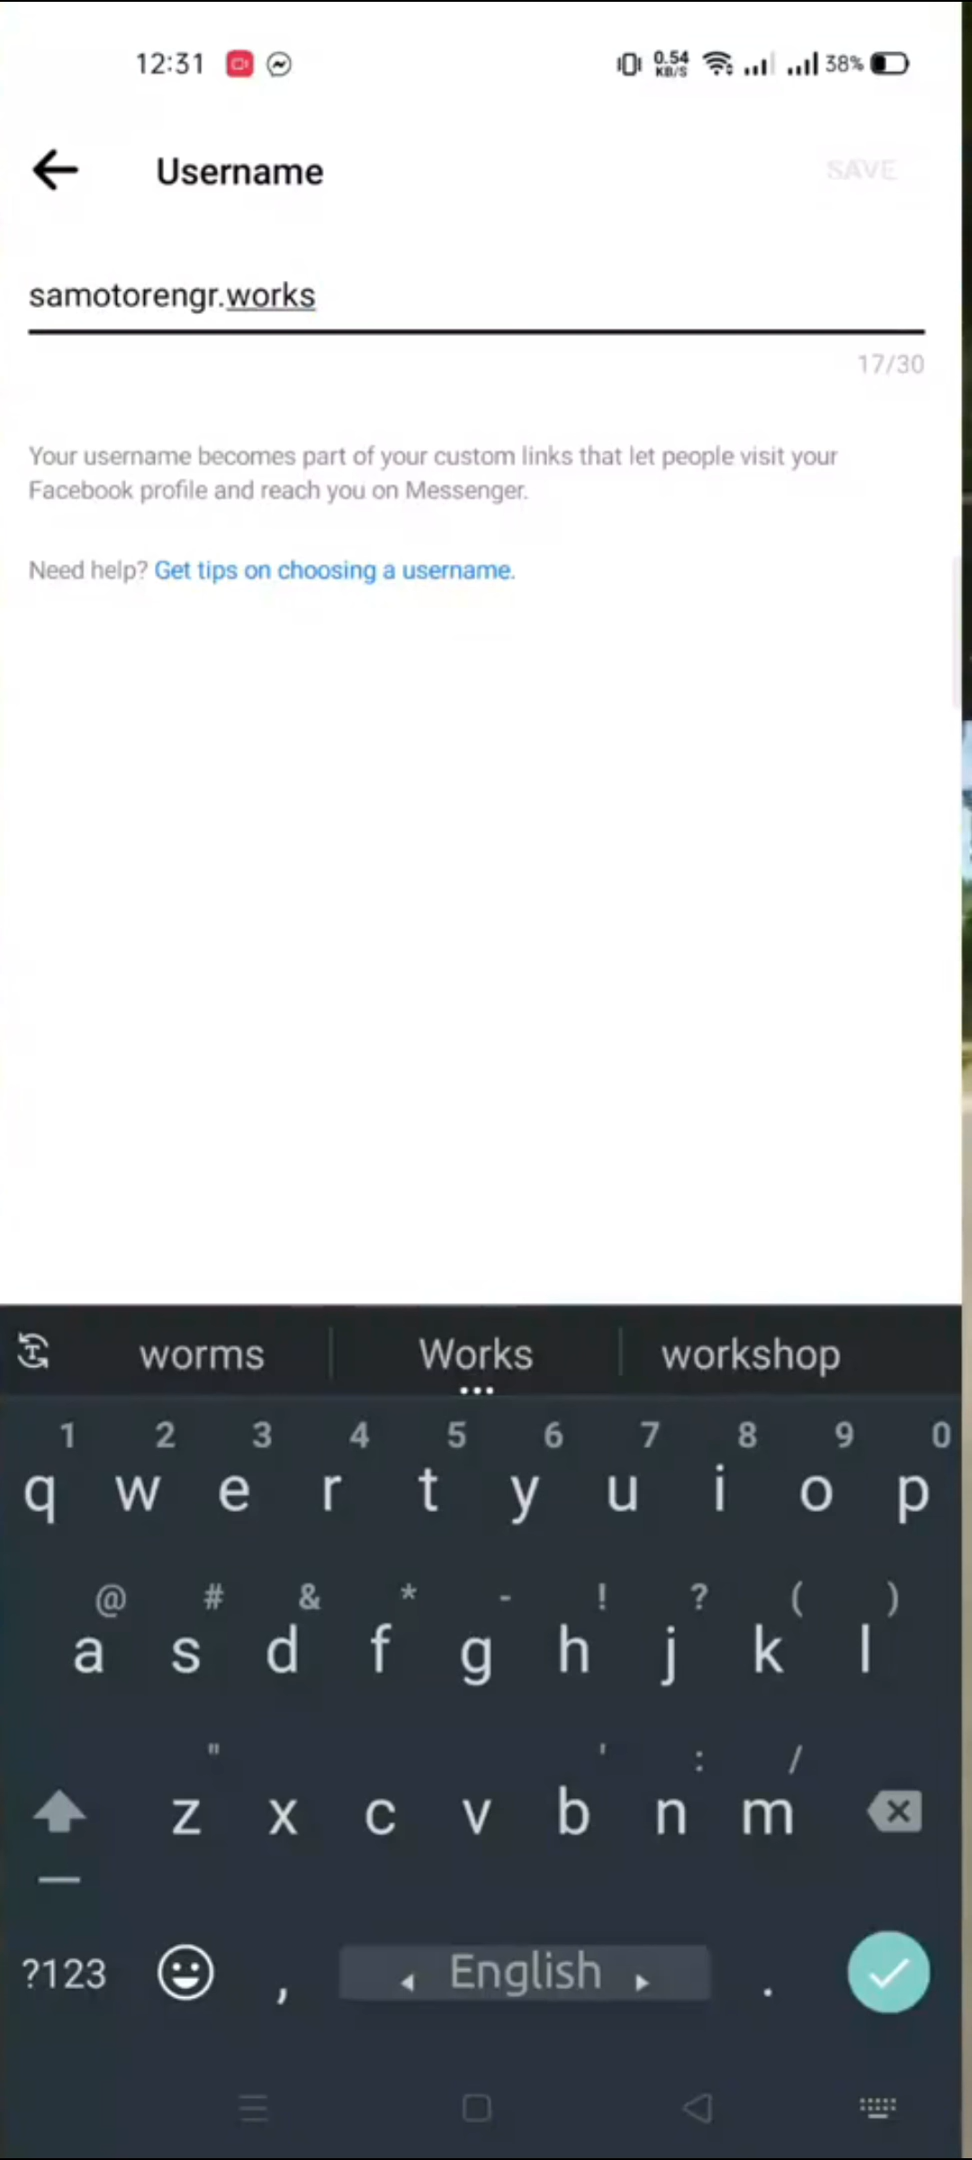 12:31 0.54 KB/S 38%
Username SAVE
samotorengr.works
17/30
Your username becomes part of your custom links that let people visit your
Facebook profile and reach you on Messenger.
Need help? Get tips on choosing a username.
worms Works workshop
1 2 3 4 5 6 7 8 9 0
q w e r t y u i o p
@ # & * - ! ? ( )
a s d f g h j k l
" ' : /
z x c v b n m
?123 , English .